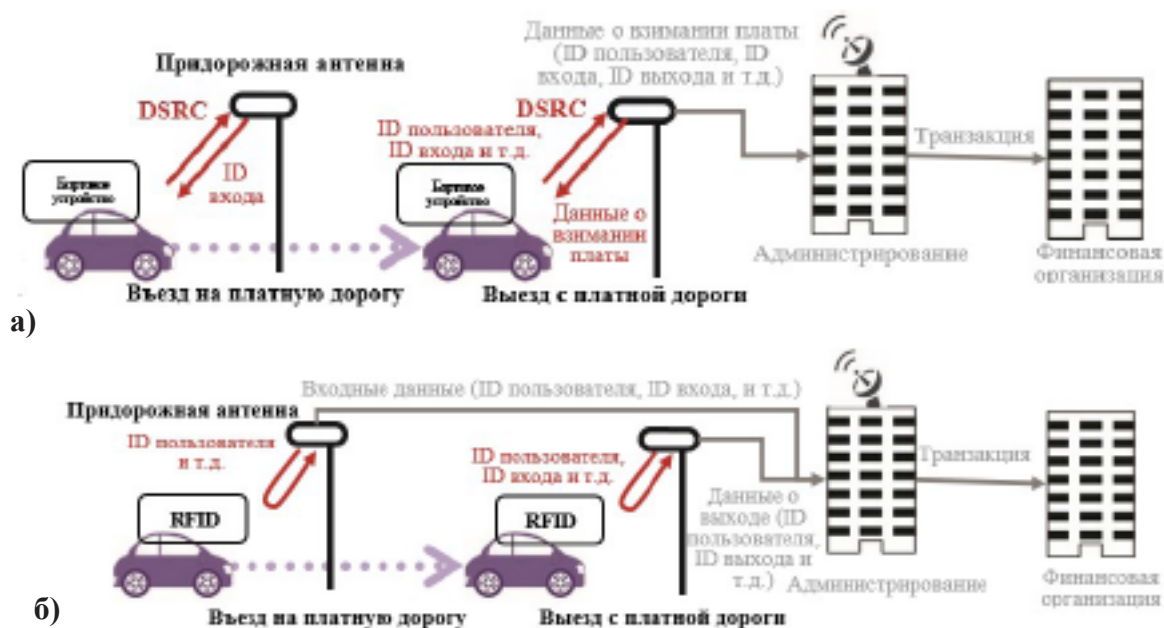 Данные о взимании платы
(ID пользователя, ID
входа, ID выхода и т.д.)
Придорожная антенна
DSRC
ID
входа
DSRC
ID пользователя,
ID входа и т.д.
Данные о
взимании
платы
Бортовое
устройство
Бортовое
устройство
Транзакция
Администрирование
Финансовая
организация
Въезд на платную дорогу
Выезд с платной дороги
а)
Входные данные (ID пользователя, ID входа, и т.д.)
Придорожная антенна
ID пользователя
и т.д.
ID пользователя,
ID входа и т.д.
RFID
RFID
Транзакция
Данные о
выходе (ID
пользователя,
ID выхода и
т.д.)
Администрирование
Финансовая
организация
Въезд на платную дорогу
Выезд с платной дороги
б)